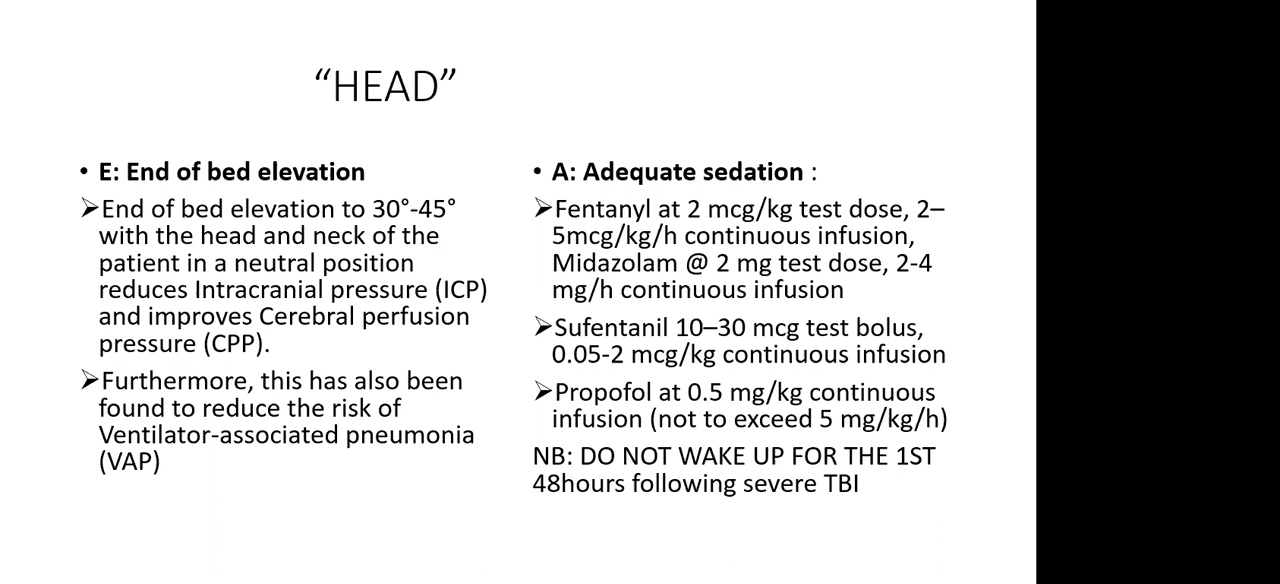 “HEAD”
• E: End of bed elevation
➢End of bed elevation to 30°-45°
with the head and neck of the
patient in a neutral position
reduces Intracranial pressure (ICP)
and improves Cerebral perfusion
pressure (CPP).
➢Furthermore, this has also been
found to reduce the risk of
Ventilator-associated pneumonia
(VAP)
• A: Adequate sedation :
➢Fentanyl at 2 mcg/kg test dose, 2–
5mcg/kg/h continuous infusion,
Midazolam @ 2 mg test dose, 2-4
mg/h continuous infusion
➢Sufentanil 10–30 mcg test bolus,
0.05-2 mcg/kg continuous infusion
➢Propofol at 0.5 mg/kg continuous
infusion (not to exceed 5 mg/kg/h)
NB: DO NOT WAKE UP FOR THE 1ST
48hours following severe TBI